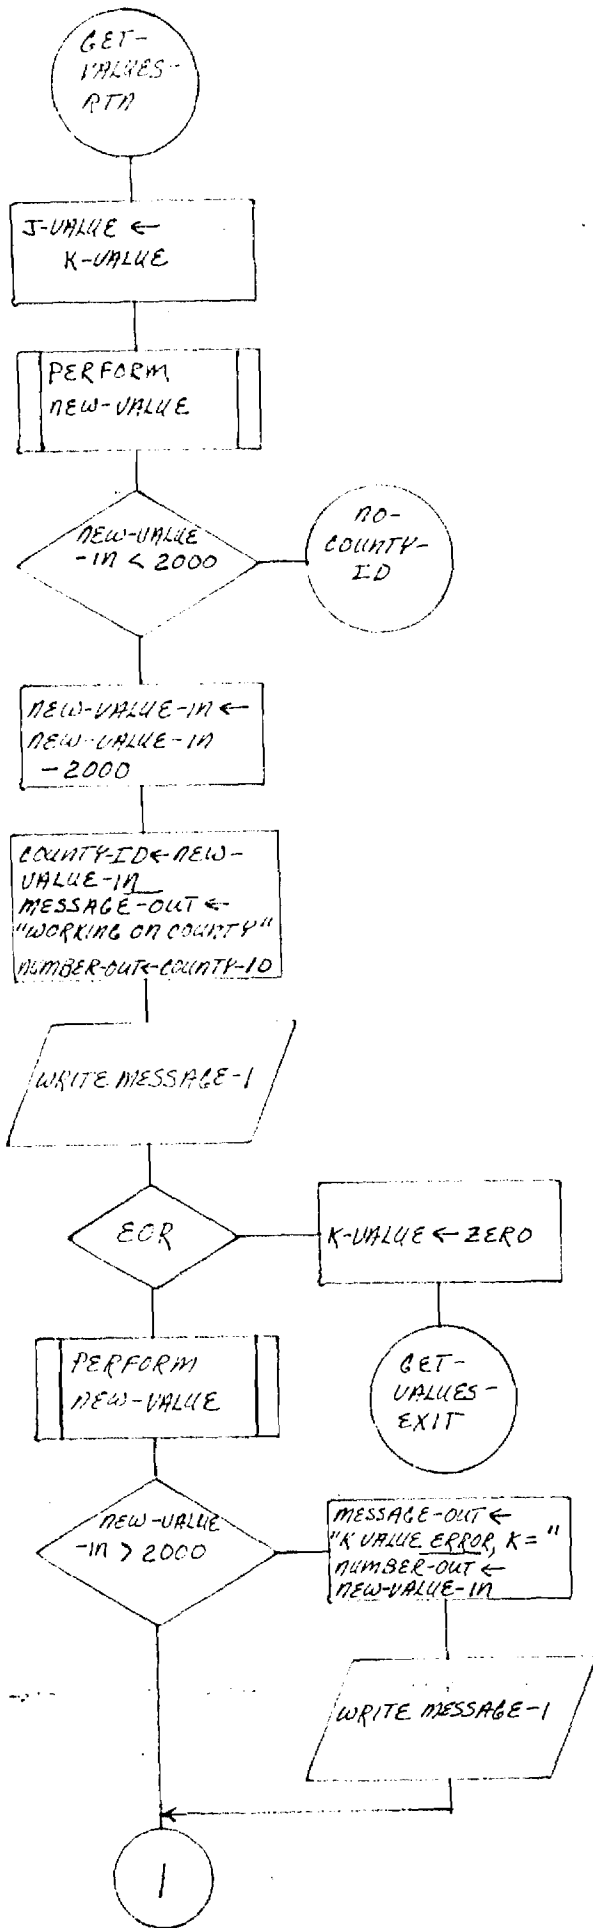 GET-
VALUES-
RTN
J-VALUE ←
K-VALUE
PERFORM
NEW-VALUE
NEW-VALUE
-IN < 2000
NO-
COUNTY-
ID
NEW-VALUE-IN ←
NEW-VALUE-IN
- 2000
COUNTY-ID ← NEW-
VALUE-IN
MESSAGE-OUT ←
"WORKING ON COUNTY"
NUMBER-OUT ← COUNTY-ID
WRITE MESSAGE-1
EOR
K-VALUE ← ZERO
GET-
VALUES-
EXIT
PERFORM
NEW-VALUE
NEW-VALUE
-IN > 2000
MESSAGE-OUT ←
"K VALUE ERROR, K = "
NUMBER-OUT ←
NEW-VALUE-IN
WRITE MESSAGE-1
1